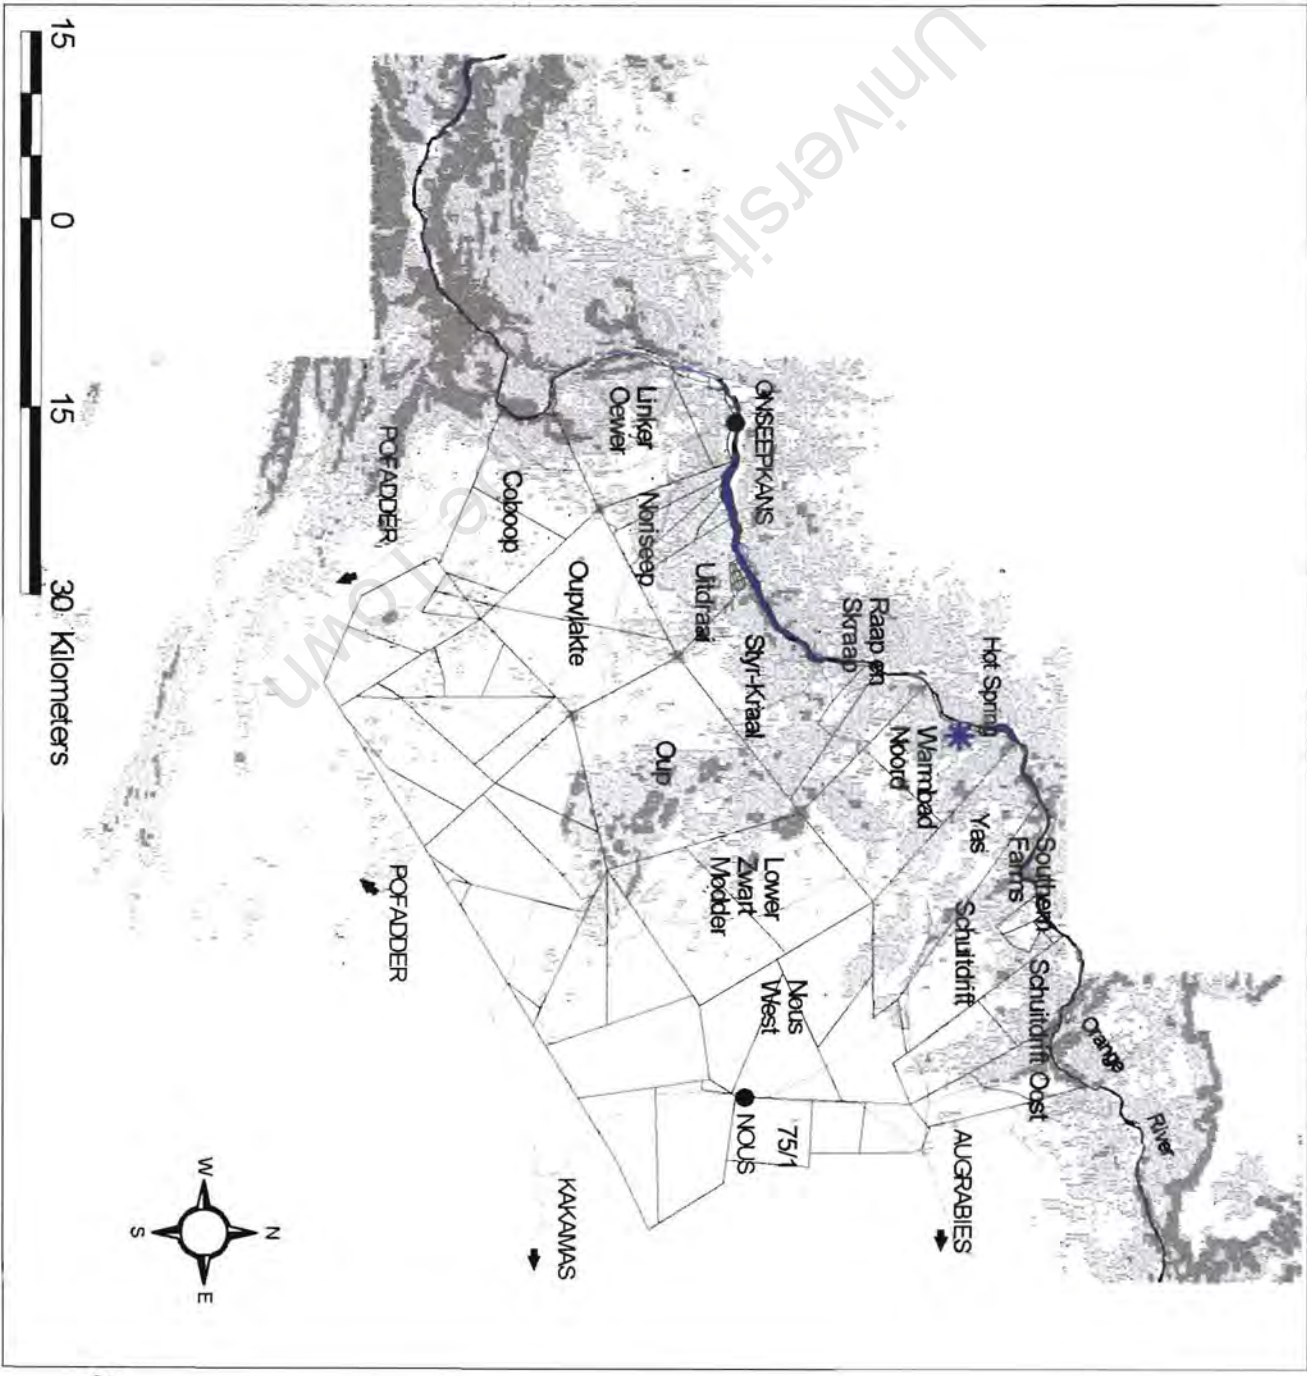 University
of
Cape Town
Hot Spring
Southern
Farms
Orange
River
ONSEEPKANS
Raap en
Skraap
Warmbad
Noord
Yas
Schuitdrift
Schuitdrift Oost
AUGRABIES
Linker
Oewer
Noriseep
Uitdraai
Styr-Kraal
Oup
Lower
Zwart
Modder
Nous
West
75/1
NOUS
Coboop
Oupvlakte
POFADDER
POFADDER
KAKAMAS
N
W
E
S
15
0
15
30 Kilometers